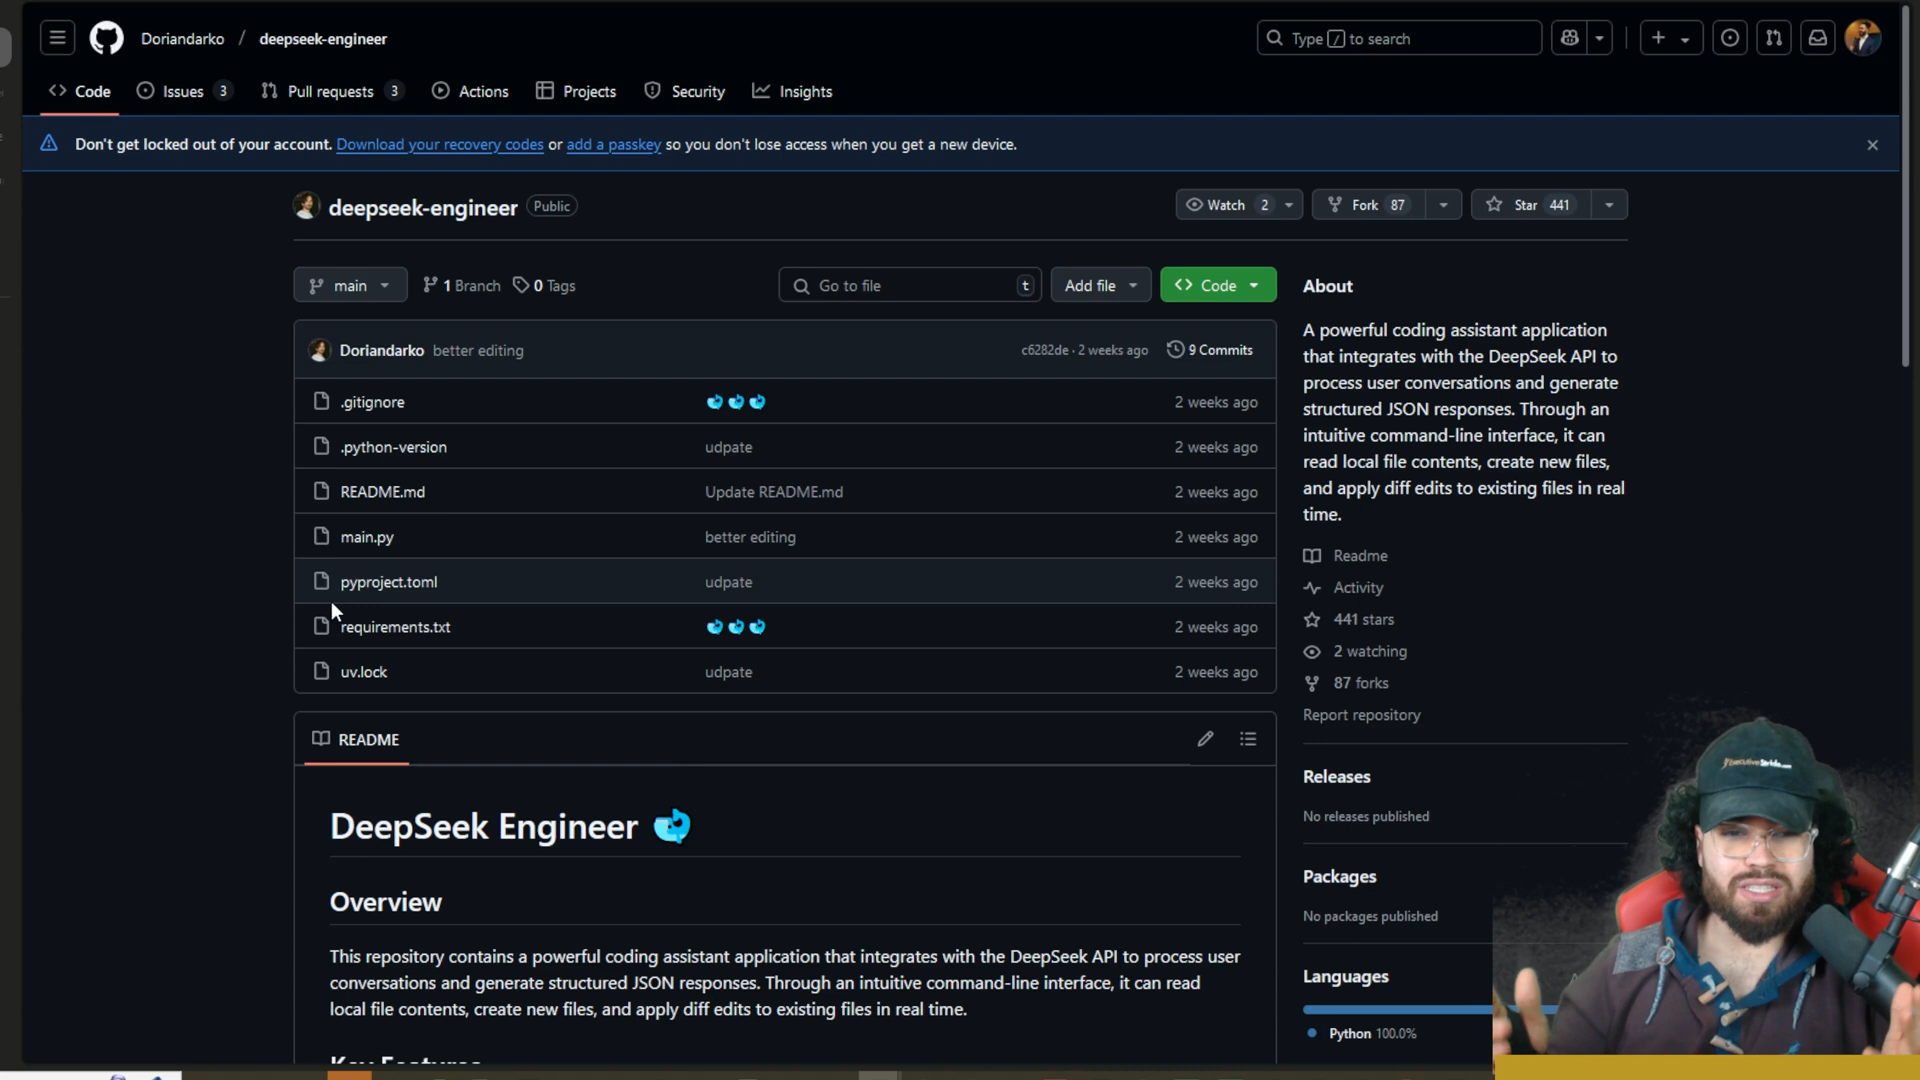 Doriandarko / deepseek-engineer
Type / to search
Code
Issues 3
Pull requests 3
Actions
Projects
Security
Insights
Don't get locked out of your account. Download your recovery codes or add a passkey so you don't lose access when you get a new device.
deepseek-engineer Public
Watch 2
Fork 87
Star 441
main
1 Branch
0 Tags
Go to file t
Add file
Code
Doriandarko better editing
c6282de · 2 weeks ago
9 Commits
.gitignore
2 weeks ago
.python-version udpate 2 weeks ago
README.md Update README.md 2 weeks ago
main.py better editing 2 weeks ago
pyproject.toml udpate 2 weeks ago
requirements.txt
2 weeks ago
uv.lock udpate 2 weeks ago
README
DeepSeek Engineer
Overview
This repository contains a powerful coding assistant application that integrates with the DeepSeek API to process user
conversations and generate structured JSON responses. Through an intuitive command-line interface, it can read
local file contents, create new files, and apply diff edits to existing files in real time.
Key Features
About
A powerful coding assistant application
that integrates with the DeepSeek API to
process user conversations and generate
structured JSON responses. Through an
intuitive command-line interface, it can
read local file contents, create new files,
and apply diff edits to existing files in real
time.
Readme
Activity
441 stars
2 watching
87 forks
Report repository
Releases
No releases published
Packages
No packages published
Languages
Python 100.0%